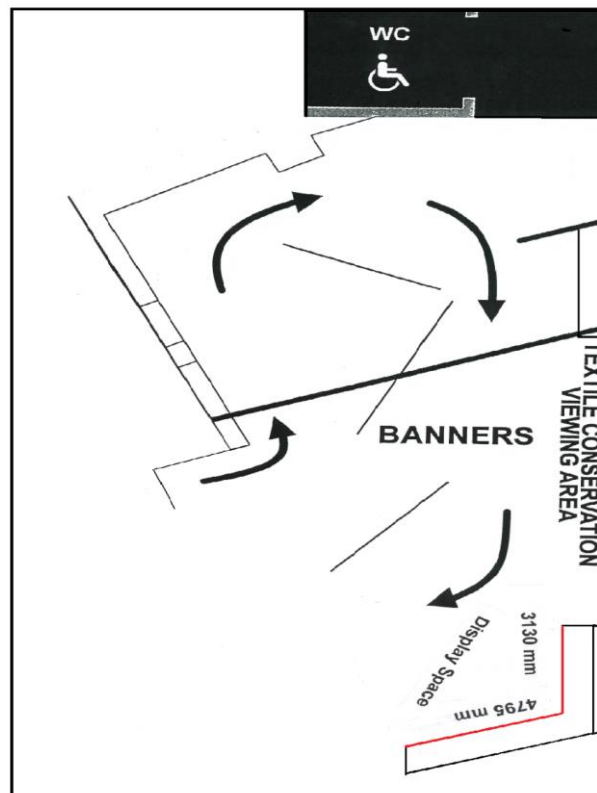 WC
BANNERS
TEXTILE CONSERVATION
VIEWING AREA
3130 mm
Display Space
4795 mm